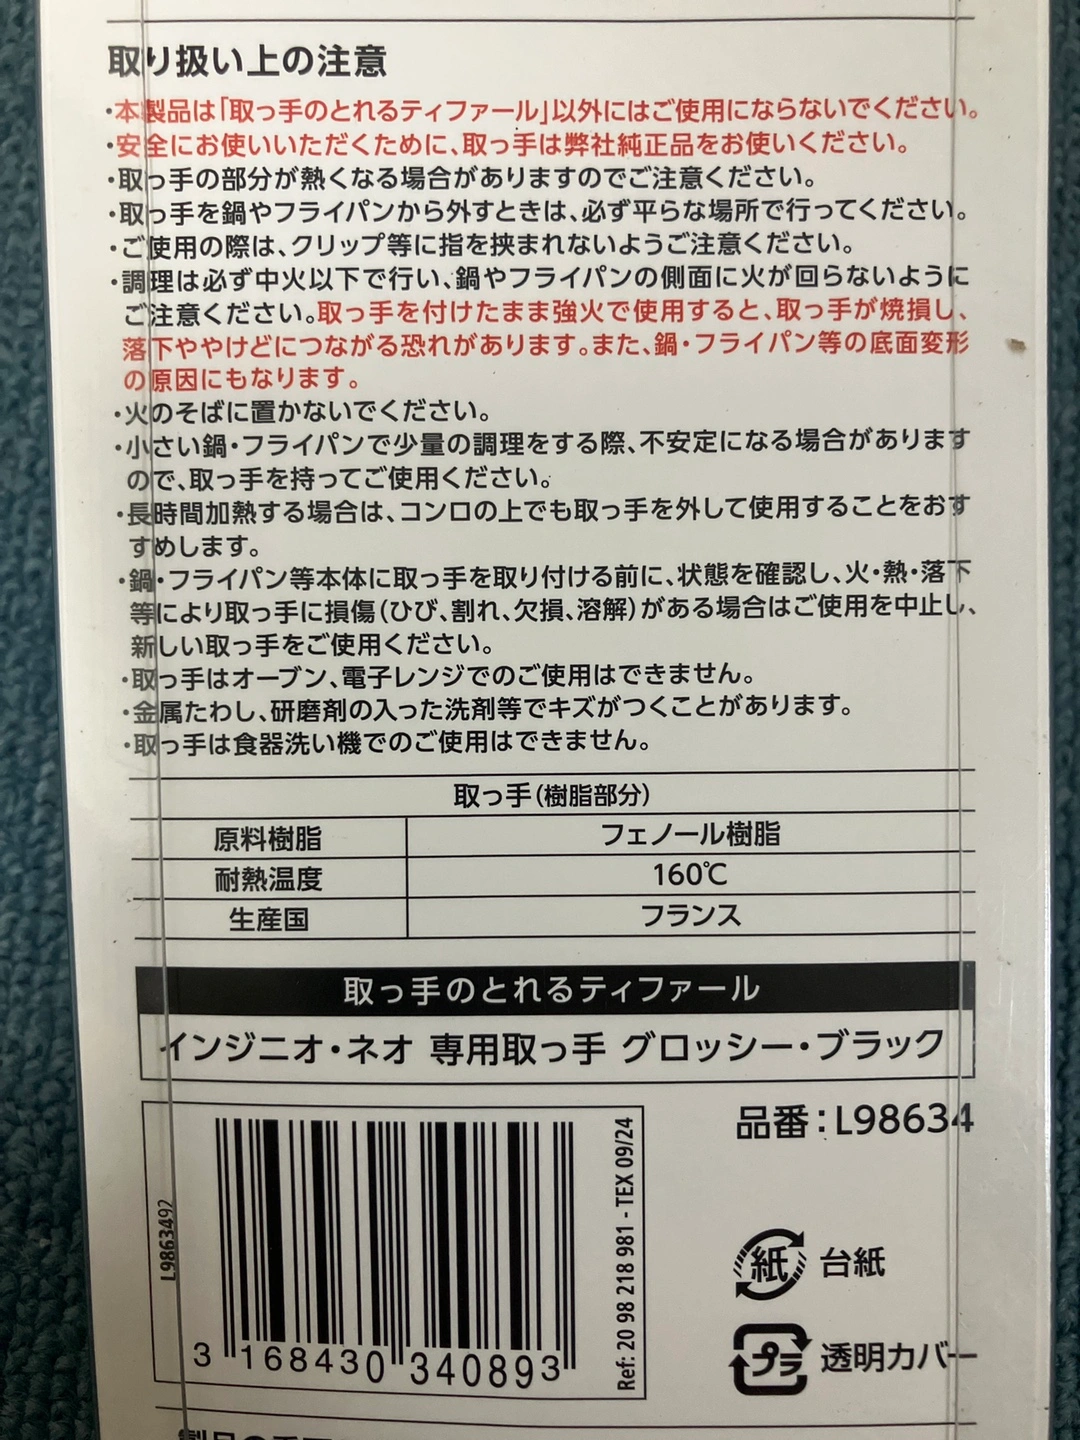 取り扱い上の注意
・本製品は「取っ手のとれるティファール」以外にはご使用にならないでください。
・安全にお使いいただくために、取っ手は弊社純正品をお使いください。
・取っ手の部分が熱くなる場合がありますのでご注意ください。
・取っ手を鍋やフライパンから外すときは、必ず平らな場所で行ってください。
・ご使用の際は、クリップ等に指を挟まれないようご注意ください。
・調理は必ず中火以下で行い、鍋やフライパンの側面に火が回らないように
ご注意ください。取っ手を付けたまま強火で使用すると、取っ手が焼損し、
落下ややけどにつながる恐れがあります。また、鍋・フライパン等の底面変形
の原因にもなります。
・火のそばに置かないでください。
・小さい鍋・フライパンで少量の調理をする際、不安定になる場合があります
ので、取っ手を持ってご使用ください。
・長時間加熱する場合は、コンロの上でも取っ手を外して使用することをおす
すめします。
・鍋・フライパン等本体に取っ手を取り付ける前に、状態を確認し、火・熱・落下
等により取っ手に損傷(ひび、割れ、欠損、溶解)がある場合はご使用を中止し、
新しい取っ手をご使用ください。
・取っ手はオーブン、電子レンジでのご使用はできません。
・金属たわし、研磨剤の入った洗剤等でキズがつくことがあります。
・取っ手は食器洗い機でのご使用はできません。
取っ手(樹脂部分)
原料樹脂 フェノール樹脂
耐熱温度 160℃
生産国 フランス
取っ手のとれるティファール
インジニオ・ネオ 専用取っ手 グロッシー・ブラック
品番：L98634
L9863492
3 168430 340893
Ref: 20 98 218 981 - TEX 09/24
紙 台紙
プラ 透明カバー